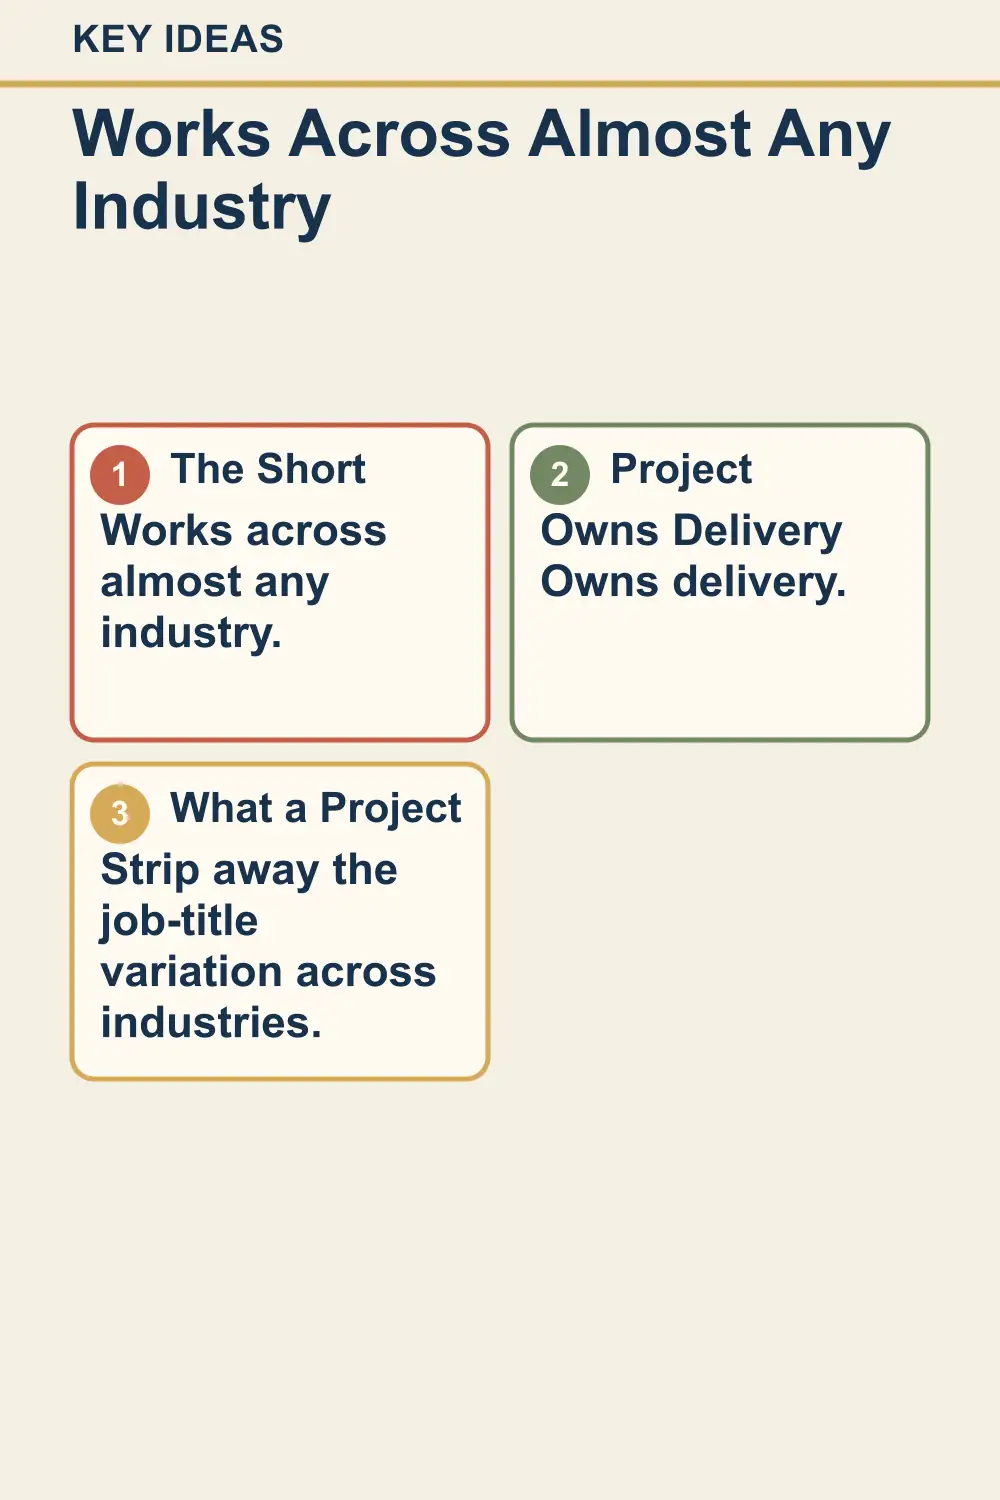 KEY IDEAS
Works Across Almost Any
Industry
1 The Short
Works across
almost any
industry.
2 Project
Owns Delivery
Owns delivery.
3 What a Project
Strip away the
job-title
variation across
industries.